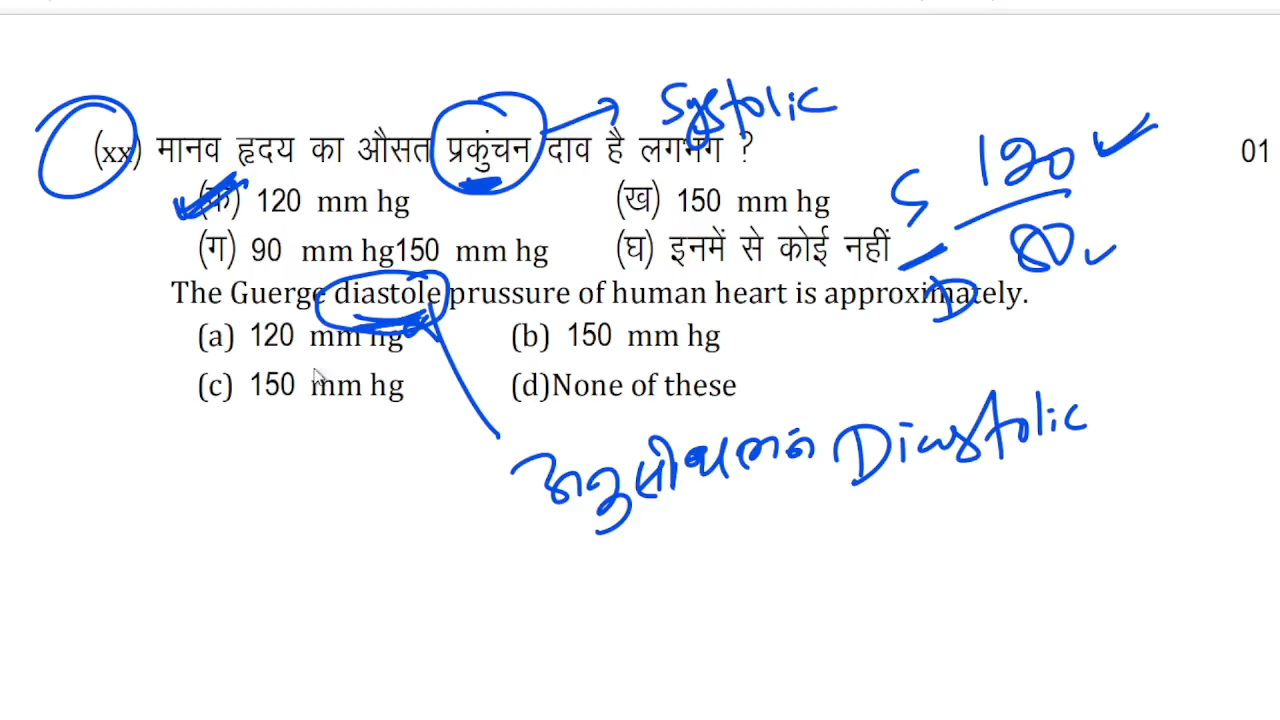 Systolic
(xx) मानव हृदय का औसत प्रकुंचन दाव है लगभग ? 01
120
80
S
D
(क) 120 mm hg (ख) 150 mm hg
(ग) 90 mm hg150 mm hg (घ) इनमें से कोई नहीं
The Guerge diastole prussure of human heart is approximately.
(a) 120 mm hg (b) 150 mm hg
(c) 150 mm hg (d)None of these
Diastolic